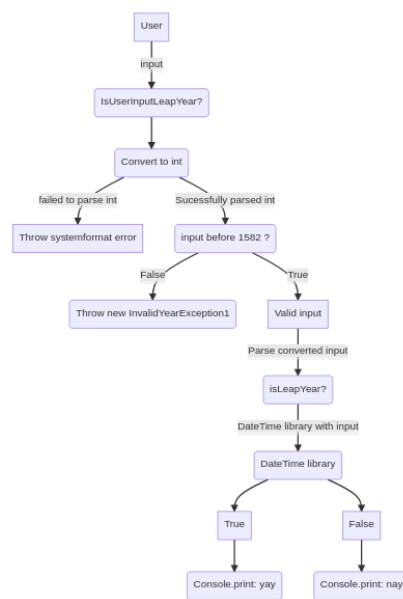 User
input
IsUserInputLeapYear?
Convert to int
failed to parse int
Sucessfully parsed int
Throw systemformat error
input before 1582 ?
False
True
Throw new InvalidYearException1
Valid input
Parse converted input
isLeapYear?
DateTime library with input
DateTime library
True
False
Console.print: yay
Console.print: nay